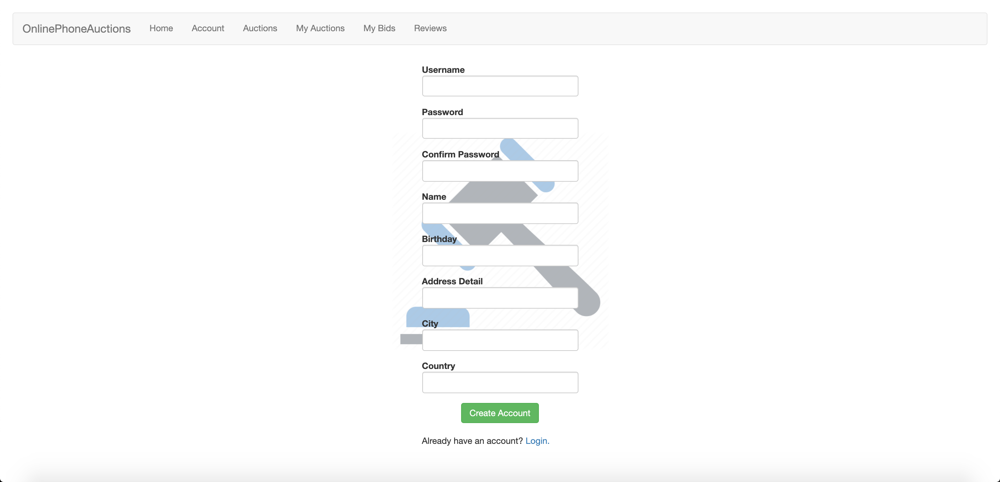 OnlinePhoneAuctions Home Account Auctions My Auctions My Bids Reviews
Username
Password
Confirm Password
Name
Birthday
Address Detail
City
Country
Create Account
Already have an account? Login.